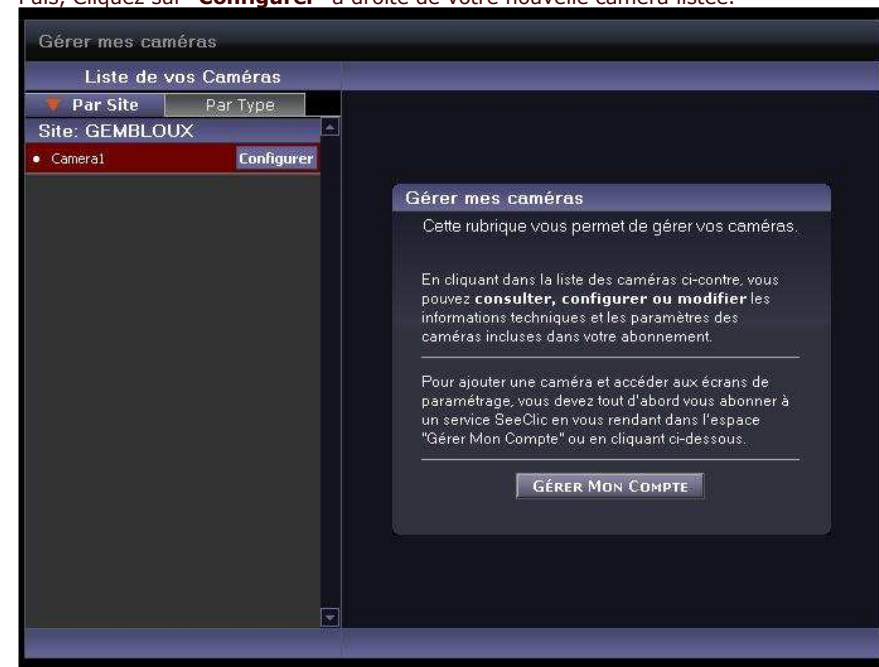 Puis, Cliquez sur "Configurer" à droite de votre nouvelle caméra listée.
Gérer mes caméras
Liste de vos Caméras
Par Site
Par Type
Site: GEMBLOUX
Camera1
Configurer
Gérer mes caméras
Cette rubrique vous permet de gérer vos caméras.
En cliquant dans la liste des caméras ci-contre, vous
pouvez consulter, configurer ou modifier les
informations techniques et les paramètres des
caméras incluses dans votre abonnement.
Pour ajouter une caméra et accéder aux écrans de
paramétrage, vous devez tout d'abord vous abonner à
un service SeeClic en vous rendant dans l'espace
"Gérer Mon Compte" ou en cliquant ci-dessous.
GÉRER MON COMPTE